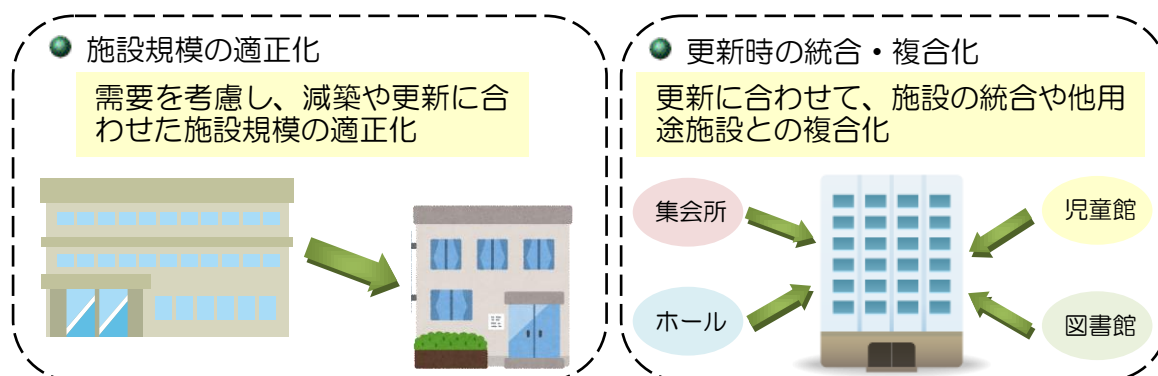 施設規模の適正化
需要を考慮し、減築や更新に合
わせた施設規模の適正化
更新時の統合・複合化
更新に合わせて、施設の統合や他用
途施設との複合化
集会所
児童館
ホール
図書館